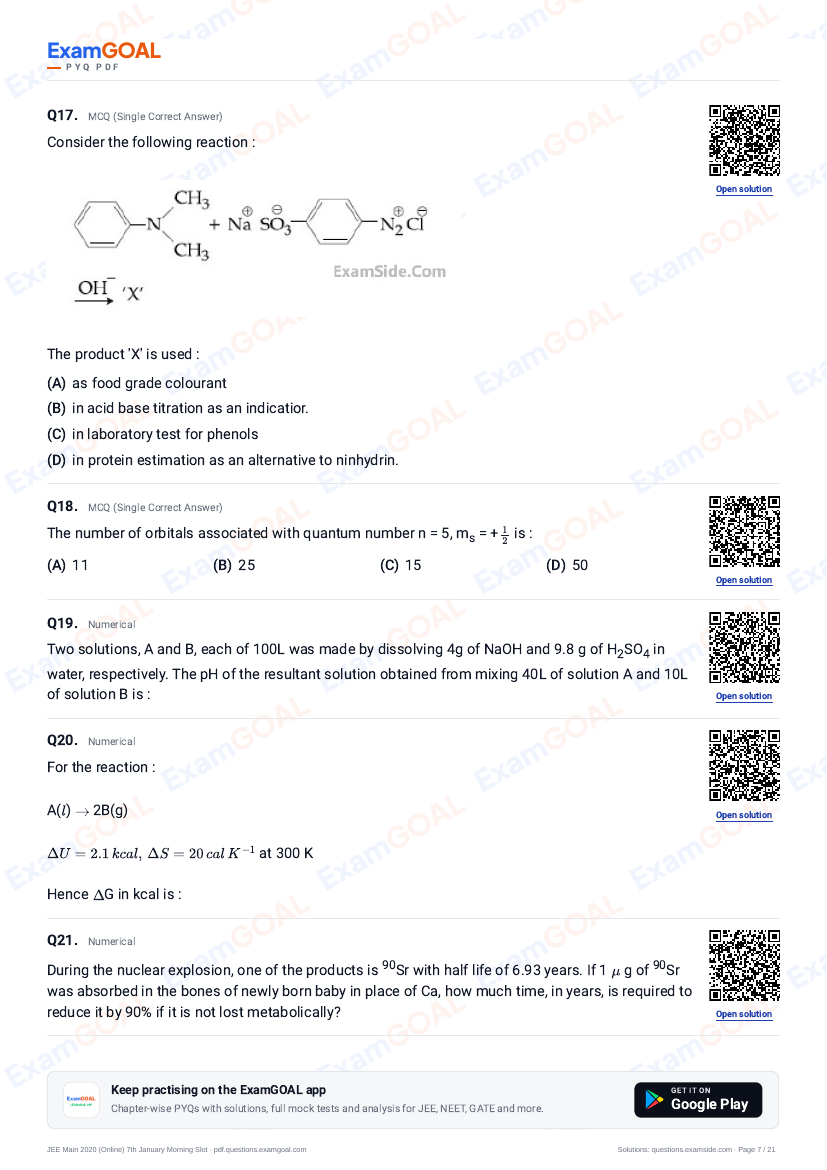 ExamGOAL
PYQ PDF
Q17. MCQ (Single Correct Answer)
Consider the following reaction :
CH₃
N + Na⊕ SO₃⊖ N₂⊕ Cl⊖
CH₃
ExamSide.Com
OH⁻ 'X'
The product 'X' is used :
(A) as food grade colourant
(B) in acid base titration as an indicatior.
(C) in laboratory test for phenols
(D) in protein estimation as an alternative to ninhydrin.
Open solution
Q18. MCQ (Single Correct Answer)
The number of orbitals associated with quantum number n = 5, mₛ = + 1/2 is :
(A) 11 (B) 25 (C) 15 (D) 50
Open solution
Q19. Numerical
Two solutions, A and B, each of 100L was made by dissolving 4g of NaOH and 9.8 g of H₂SO₄ in
water, respectively. The pH of the resultant solution obtained from mixing 40L of solution A and 10L
of solution B is :
Open solution
Q20. Numerical
For the reaction :
A(l) → 2B(g)
ΔU = 2.1 kcal, ΔS = 20 cal K⁻¹ at 300 K
Hence ΔG in kcal is :
Open solution
Q21. Numerical
During the nuclear explosion, one of the products is ⁹⁰Sr with half life of 6.93 years. If 1 μ g of ⁹⁰Sr
was absorbed in the bones of newly born baby in place of Ca, how much time, in years, is required to
reduce it by 90% if it is not lost metabolically?
Open solution
Keep practising on the ExamGOAL app
Chapter-wise PYQs with solutions, full mock tests and analysis for JEE, NEET, GATE and more.
GET IT ON
Google Play
JEE Main 2020 (Online) 7th January Morning Slot · pdf.questions.examgoal.com
Solutions: questions.examside.com · Page 7 / 21